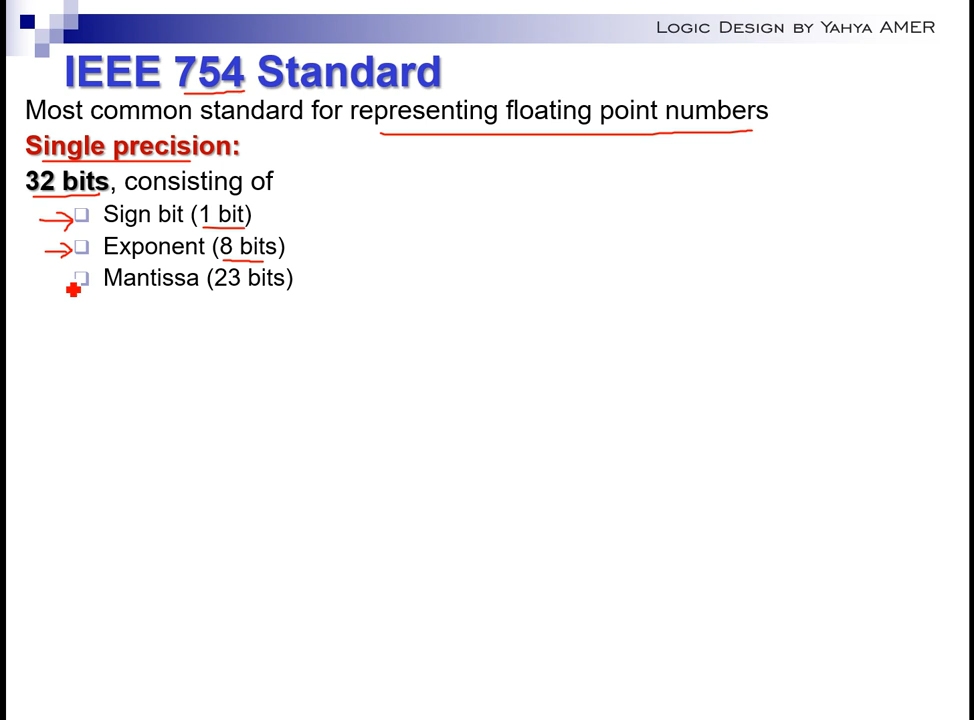 Logic Design by Yahya AMER
IEEE 754 Standard
Most common standard for representing floating point numbers
Single precision:
32 bits, consisting of
Sign bit (1 bit)
Exponent (8 bits)
Mantissa (23 bits)